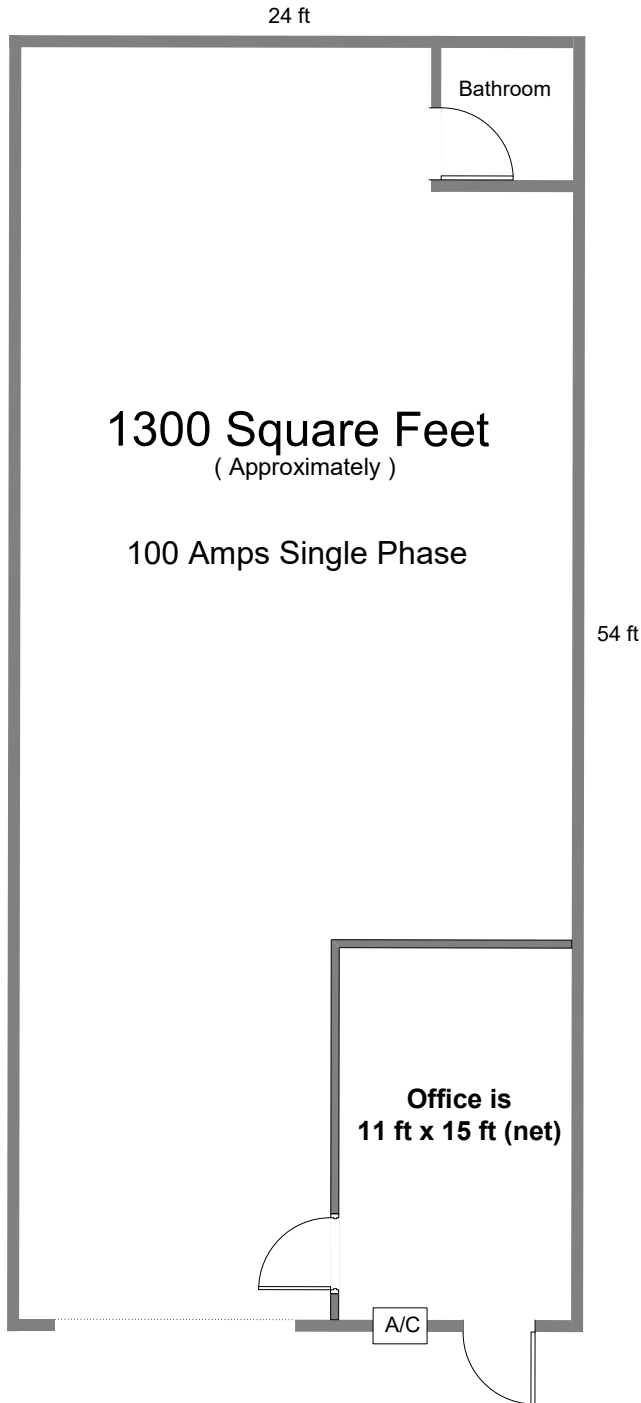 24 ft
Bathroom
1300 Square Feet
( Approximately )
100 Amps Single Phase
54 ft
Office is
11 ft x 15 ft (net)
A/C